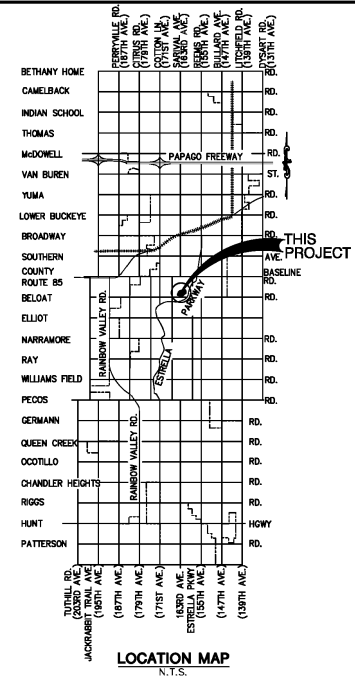 PERRYVILLE RD.
(187TH AVE.)
CITRUS RD.
(179TH AVE.)
COTTON LN.
(171ST AVE.)
SARIVAL AVE.
(163RD AVE.)
REEMS RD.
(155TH AVE.)
BULLARD AVE.
(147TH AVE.)
LITCHFIELD RD.
(139TH AVE.)
DYSART RD.
(131TH AVE.)
BETHANY HOME RD.
CAMELBACK RD.
INDIAN SCHOOL RD.
THOMAS RD.
McDOWELL RD.
PAPAGO FREEWAY
VAN BUREN ST.
YUMA RD.
LOWER BUCKEYE RD.
BROADWAY RD.
THIS
PROJECT
SOUTHERN AVE.
COUNTY
ROUTE 85
BASELINE
RD.
BELOAT RD.
PARKWAY
ELLIOT RD.
NARRAMORE RD.
RAY RD.
RAINBOW VALLEY RD.
ESTRELLA
WILLIAMS FIELD RD.
PECOS RD.
GERMANN RD.
QUEEN CREEK RD.
OCOTILLO RD.
RAINBOW VALLEY RD.
CHANDLER HEIGHTS RD.
RIGGS RD.
HUNT HGWY
PATTERSON RD.
TUTHILL RD.
(203RD AVE.)
JACKRABBIT TRAIL AVE
(195TH AVE.)
(187TH AVE.)
(179TH AVE.)
(171ST AVE.)
163RD AVE.
ESTRELLA PKWY
(155TH AVE.)
(147TH AVE.)
(139TH AVE.)
LOCATION MAP
N.T.S.